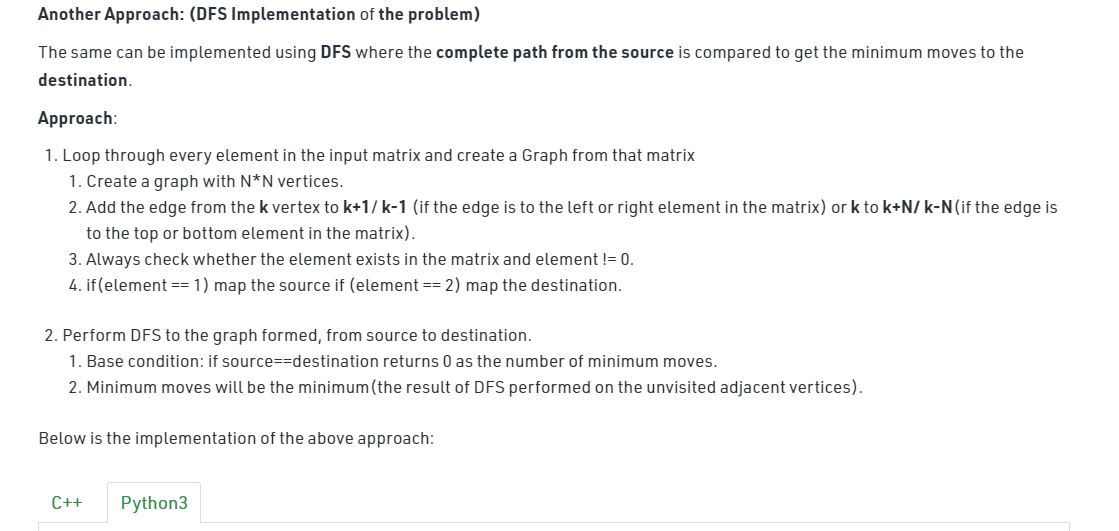 Another Approach: (DFS Implementation of the problem)
The same can be implemented using DFS where the complete path from the source is compared to get the minimum moves to the
destination.
Approach:
1. Loop through every element in the input matrix and create a Graph from that matrix
1. Create a graph with N*N vertices.
2. Add the edge from the k vertex to k+1/ k-1 (if the edge is to the left or right element in the matrix) or k to k+N/ k-N(if the edge is
to the top or bottom element in the matrix).
3. Always check whether the element exists in the matrix and element != 0.
4. if(element == 1) map the source if (element == 2) map the destination.
2. Perform DFS to the graph formed, from source to destination.
1. Base condition: if source==destination returns 0 as the number of minimum moves.
2. Minimum moves will be the minimum(the result of DFS performed on the unvisited adjacent vertices).
Below is the implementation of the above approach:
C++ Python3